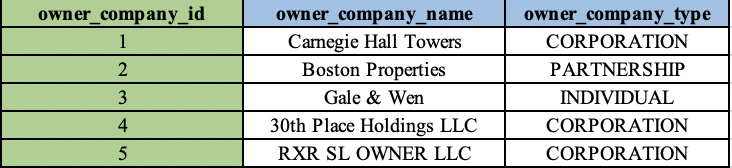 owner_company_id owner_company_name owner_company_type
1 Carnegie Hall Towers CORPORATION
2 Boston Properties PARTNERSHIP
3 Gale & Wen INDIVIDUAL
4 30th Place Holdings LLC CORPORATION
5 RXR SL OWNER LLC CORPORATION